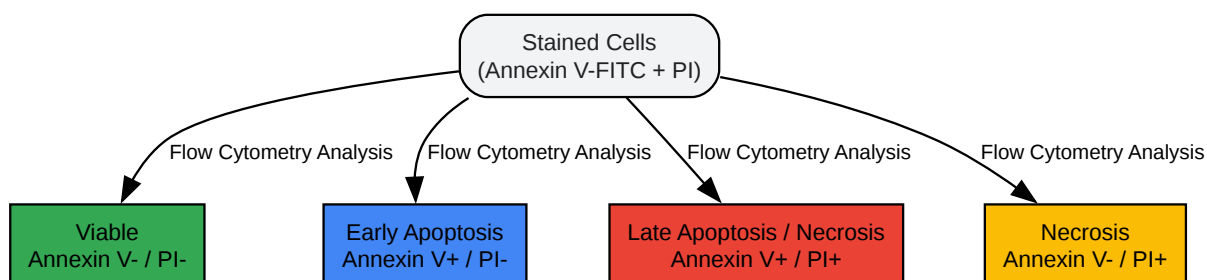 Stained Cells
(Annexin V-FITC + PI)
Flow Cytometry Analysis
Flow Cytometry Analysis
Flow Cytometry Analysis
Flow Cytometry Analysis
Viable
Annexin V- / PI-
Early Apoptosis
Annexin V+ / PI-
Late Apoptosis / Necrosis
Annexin V+ / PI+
Necrosis
Annexin V- / PI+